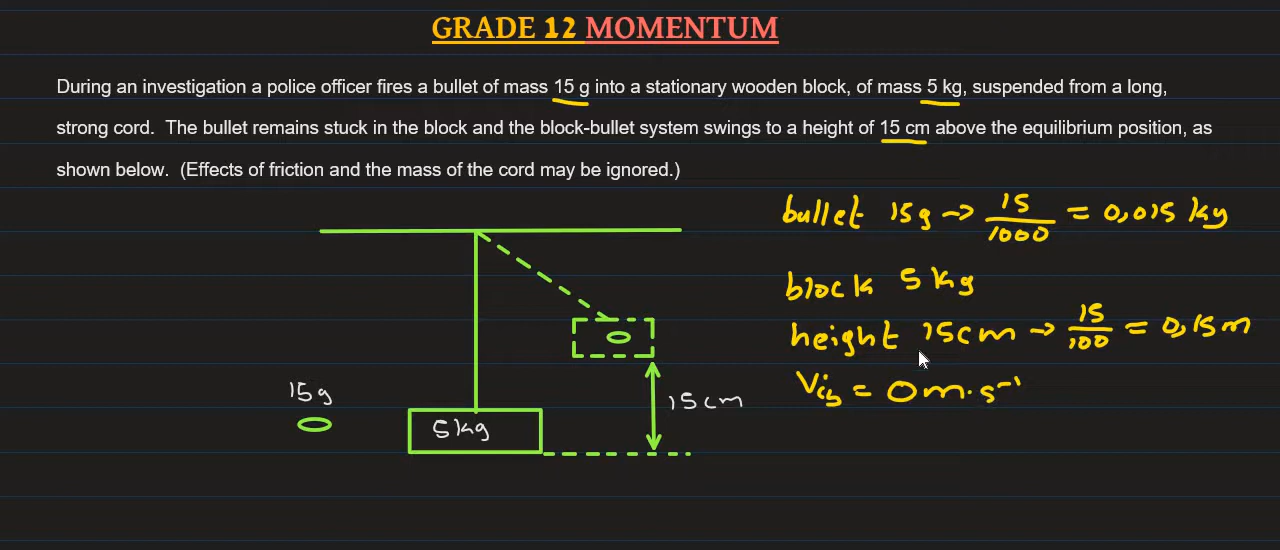 GRADE 12 MOMENTUM
During an investigation a police officer fires a bullet of mass 15 g into a stationary wooden block, of mass 5 kg, suspended from a long,
strong cord. The bullet remains stuck in the block and the block-bullet system swings to a height of 15 cm above the equilibrium position, as
shown below. (Effects of friction and the mass of the cord may be ignored.)
bullet 15g → 15/1000 = 0,015 kg
block 5 kg
height 15cm → 15/100 = 0,15m
Vib = 0 m·s⁻¹
15g
5kg
15cm